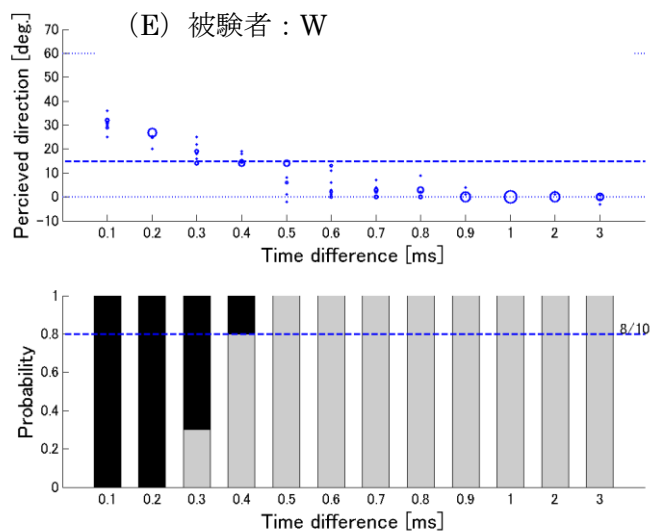 (E) 被験者：W
Percieved direction [deg.]
70
60
50
40
30
20
10
0
-10
0.1 0.2 0.3 0.4 0.5 0.6 0.7 0.8 0.9 1 2 3
Time difference [ms]
Probability
1
0.8
0.6
0.4
0.2
0
8/10
0.1 0.2 0.3 0.4 0.5 0.6 0.7 0.8 0.9 1 2 3
Time difference [ms]